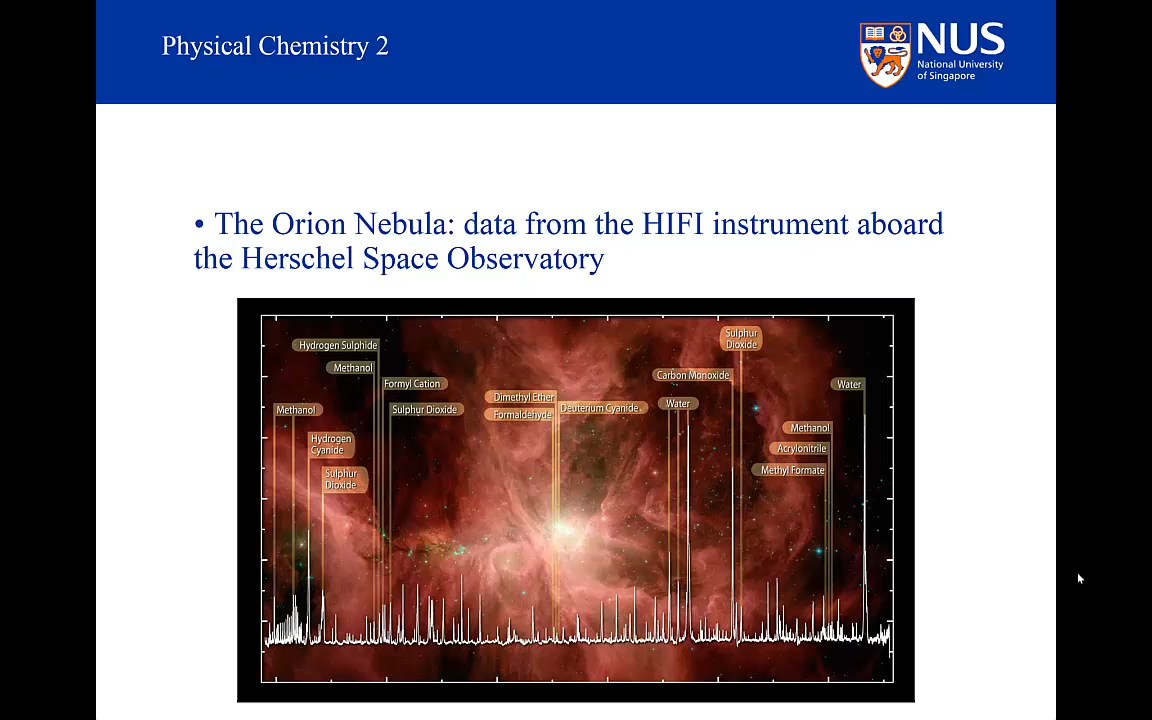 Physical Chemistry 2
NUS
National University
of Singapore
• The Orion Nebula: data from the HIFI instrument aboard
the Herschel Space Observatory
Sulphur
Dioxide
Hydrogen Sulphide
Methanol
Carbon Monoxide
Formyl Cation
Water
Dimethyl Ether
Water
Methanol
Sulphur Dioxide
Formaldehyde
Deuterium Cyanide
Methanol
Hydrogen
Cyanide
Acrylonitrile
Methyl Formate
Sulphur
Dioxide